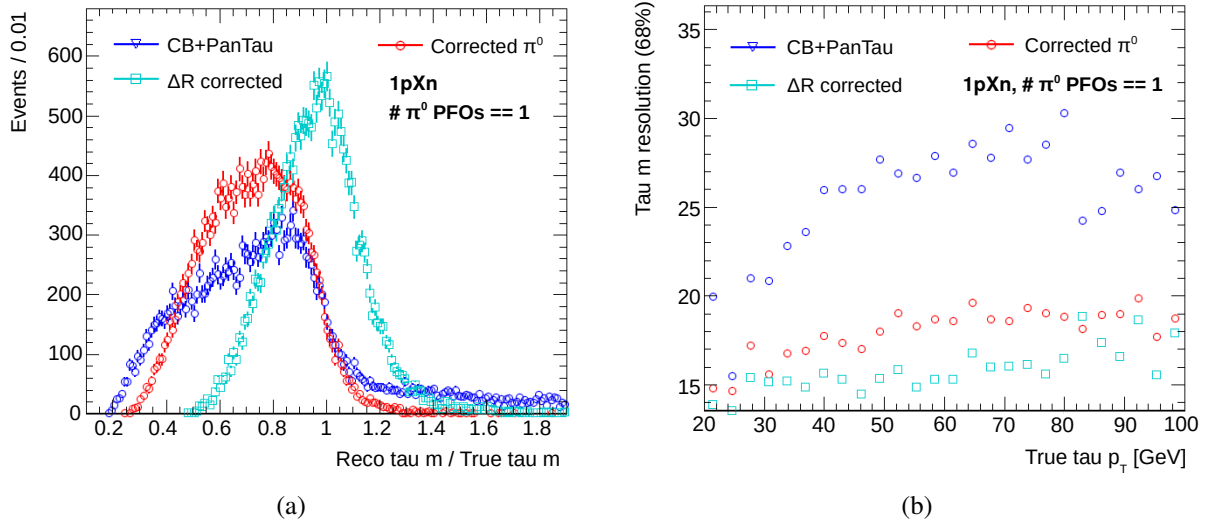 Events / 0.01
600
500
400
300
200
100
0
CB+PanTau
Corrected π⁰
ΔR corrected
1pXn
# π⁰ PFOs == 1
0.2 0.4 0.6 0.8 1 1.2 1.4 1.6 1.8
Reco tau m / True tau m
(a)
Tau m resolution (68%)
35
30
25
20
15
CB+PanTau
Corrected π⁰
ΔR corrected
1pXn, # π⁰ PFOs == 1
20 30 40 50 60 70 80 90 100
True tau p_T [GeV]
(b)